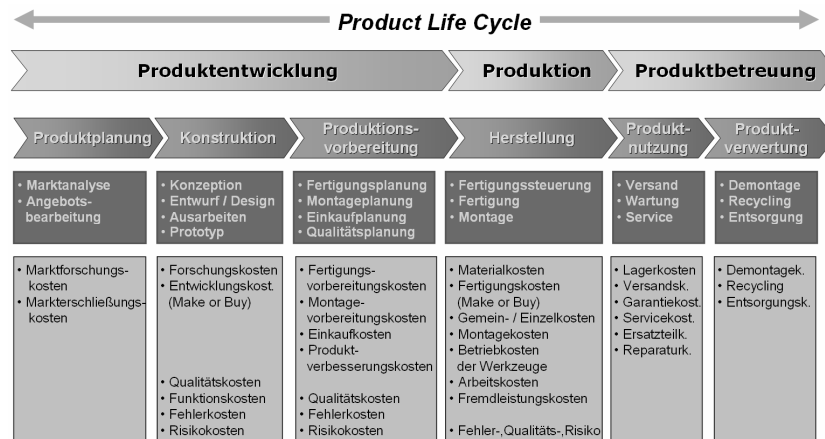 Product Life Cycle
Produktentwicklung
Produktion
Produktbetreuung
Produktplanung
Konstruktion
Produktions-
vorbereitung
Herstellung
Produkt-
nutzung
Produkt-
verwertung
• Marktanalyse
• Angebots-
bearbeitung
• Konzeption
• Entwurf / Design
• Ausarbeiten
• Prototyp
• Fertigungsplanung
• Montageplanung
• Einkaufplanung
• Qualitätsplanung
• Fertigungssteuerung
• Fertigung
• Montage
• Versand
• Wartung
• Service
• Demontage
• Recycling
• Entsorgung
• Marktforschungs-
kosten
• Markterschließungs-
kosten
• Forschungskosten
• Entwicklungskost.
(Make or Buy)
• Qualitätskosten
• Funktionskosten
• Fehlerkosten
• Risikokosten
• Fertigungs-
vorbereitungskosten
• Montage-
vorbereitungskosten
• Einkaufkosten
• Produkt-
verbesserungskosten
• Qualitätskosten
• Fehlerkosten
• Risikokosten
• Materialkosten
• Fertigungskosten
(Make or Buy)
• Gemein- / Einzelkosten
• Montagekosten
• Betriebkosten
der Werkzeuge
• Arbeitskosten
• Fremdleistungskosten
• Fehler-,Qualitäts-,Risiko
• Lagerkosten
• Versandsk.
• Garantiekost.
• Servicekost.
• Ersatzteilk.
• Reparaturk.
• Demontagek.
• Recycling
• Entsorgungsk.